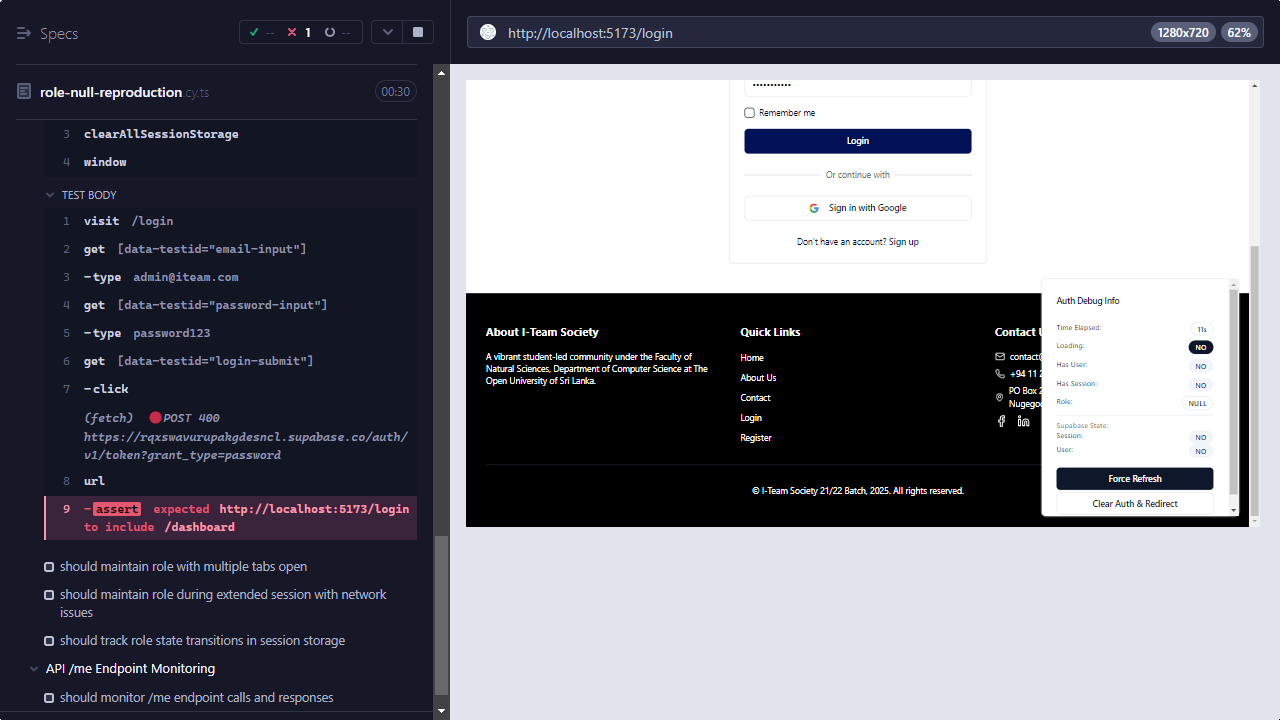 Specs
-- 1 --
http://localhost:5173/login
1280x720
62%
role-null-reproduction.cy.ts
00:30
3 clearAllSessionStorage
4 window
TEST BODY
1 visit /login
2 get [data-testid="email-input"]
3 -type admin@iteam.com
4 get [data-testid="password-input"]
5 -type password123
6 get [data-testid="login-submit"]
7 -click
(fetch) POST 400
https://rqxswavurupakgdesncl.supabase.co/auth/
v1/token?grant_type=password
8 url
9 -assert expected http://localhost:5173/login
to include /dashboard
should maintain role with multiple tabs open
should maintain role during extended session with network
issues
should track role state transitions in session storage
API /me Endpoint Monitoring
should monitor /me endpoint calls and responses
Remember me
Login
Or continue with
Sign in with Google
Don't have an account? Sign up
About I-Team Society
A vibrant student-led community under the Faculty of
Natural Sciences, Department of Computer Science at The
Open University of Sri Lanka.
Quick Links
Home
About Us
Contact
Login
Register
Contact
contact@
+94 11 2
PO Box 2
Nugego
© I-Team Society 21/22 Batch, 2025. All rights reserved.
Auth Debug Info
Time Elapsed: 11s
Loading: NO
Has User: NO
Has Session: NO
Role: NULL
Supabase State:
Session: NO
User: NO
Force Refresh
Clear Auth & Redirect